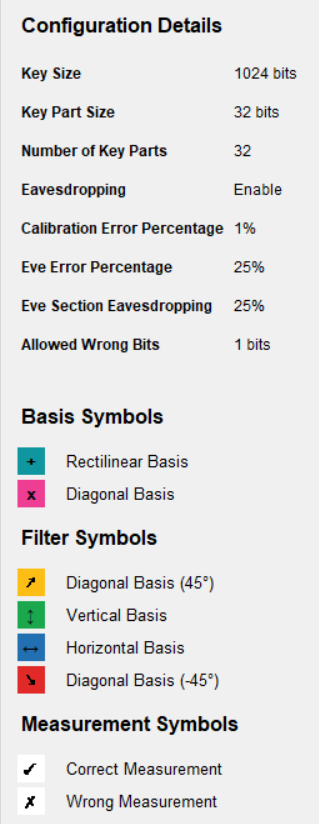 Configuration Details
Key Size 1024 bits
Key Part Size 32 bits
Number of Key Parts 32
Eavesdropping Enable
Calibration Error Percentage 1%
Eve Error Percentage 25%
Eve Section Eavesdropping 25%
Allowed Wrong Bits 1 bits
Basis Symbols
+ Rectilinear Basis
x Diagonal Basis
Filter Symbols
↗ Diagonal Basis (45°)
↕ Vertical Basis
↔ Horizontal Basis
↘ Diagonal Basis (-45°)
Measurement Symbols
✓ Correct Measurement
✗ Wrong Measurement